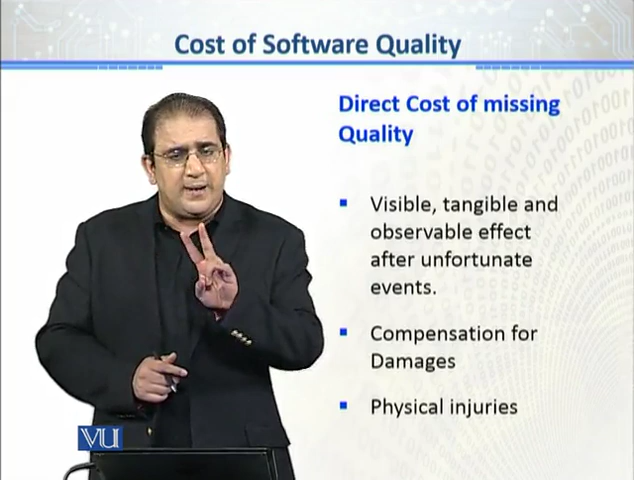 Cost of Software Quality
Direct Cost of missing
Quality
Visible, tangible and
observable effect
after unfortunate
events.
Compensation for
Damages
Physical injuries
VU